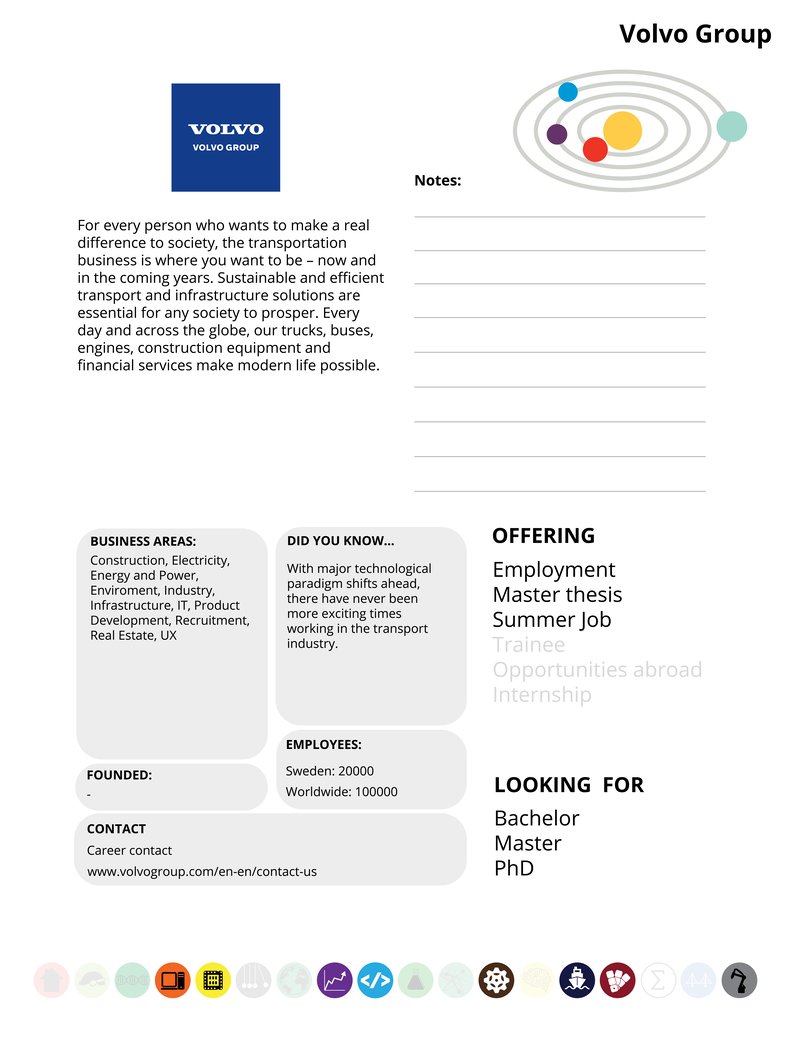 Volvo Group
VOLVO
VOLVO GROUP
For every person who wants to make a real
difference to society, the transportation
business is where you want to be – now and
in the coming years. Sustainable and efficient
transport and infrastructure solutions are
essential for any society to prosper. Every
day and across the globe, our trucks, buses,
engines, construction equipment and
financial services make modern life possible.
Notes:
BUSINESS AREAS:
Construction, Electricity,
Energy and Power,
Enviroment, Industry,
Infrastructure, IT, Product
Development, Recruitment,
Real Estate, UX
DID YOU KNOW...
With major technological
paradigm shifts ahead,
there have never been
more exciting times
working in the transport
industry.
FOUNDED:
-
EMPLOYEES:
Sweden: 20000
Worldwide: 100000
CONTACT
Career contact
www.volvogroup.com/en-en/contact-us
OFFERING
Employment
Master thesis
Summer Job
Trainee
Opportunities abroad
Internship
LOOKING FOR
Bachelor
Master
PhD